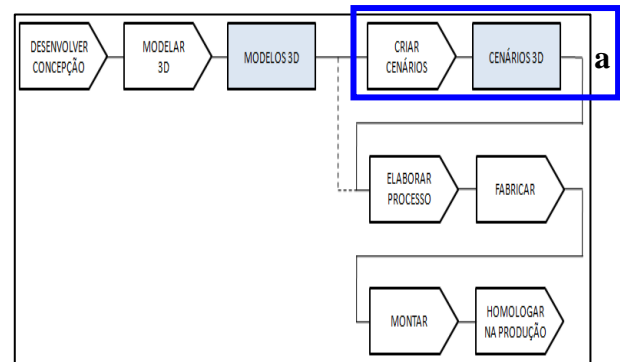 DESENVOLVER
CONCEPÇÃO
MODELAR
3D
MODELOS 3D
CRIAR
CENÁRIOS
CENÁRIOS 3D
a
ELABORAR
PROCESSO
FABRICAR
MONTAR
HOMOLOGAR
NA PRODUÇÃO